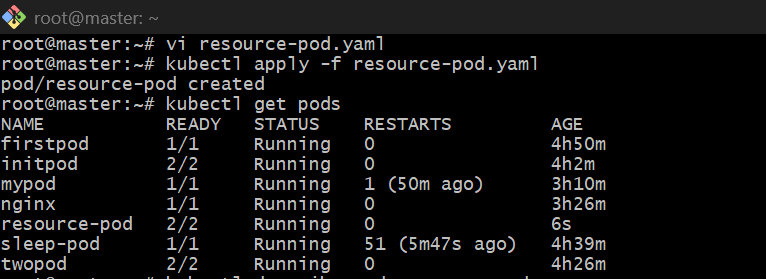 root@master: ~
root@master:~# vi resource-pod.yaml
root@master:~# kubectl apply -f resource-pod.yaml
pod/resource-pod created
root@master:~# kubectl get pods
NAME READY STATUS RESTARTS AGE
firstpod 1/1 Running 0 4h50m
initpod 2/2 Running 0 4h2m
mypod 1/1 Running 1 (50m ago) 3h10m
nginx 1/1 Running 0 3h26m
resource-pod 2/2 Running 0 6s
sleep-pod 1/1 Running 51 (5m47s ago) 4h39m
twopod 2/2 Running 0 4h26m